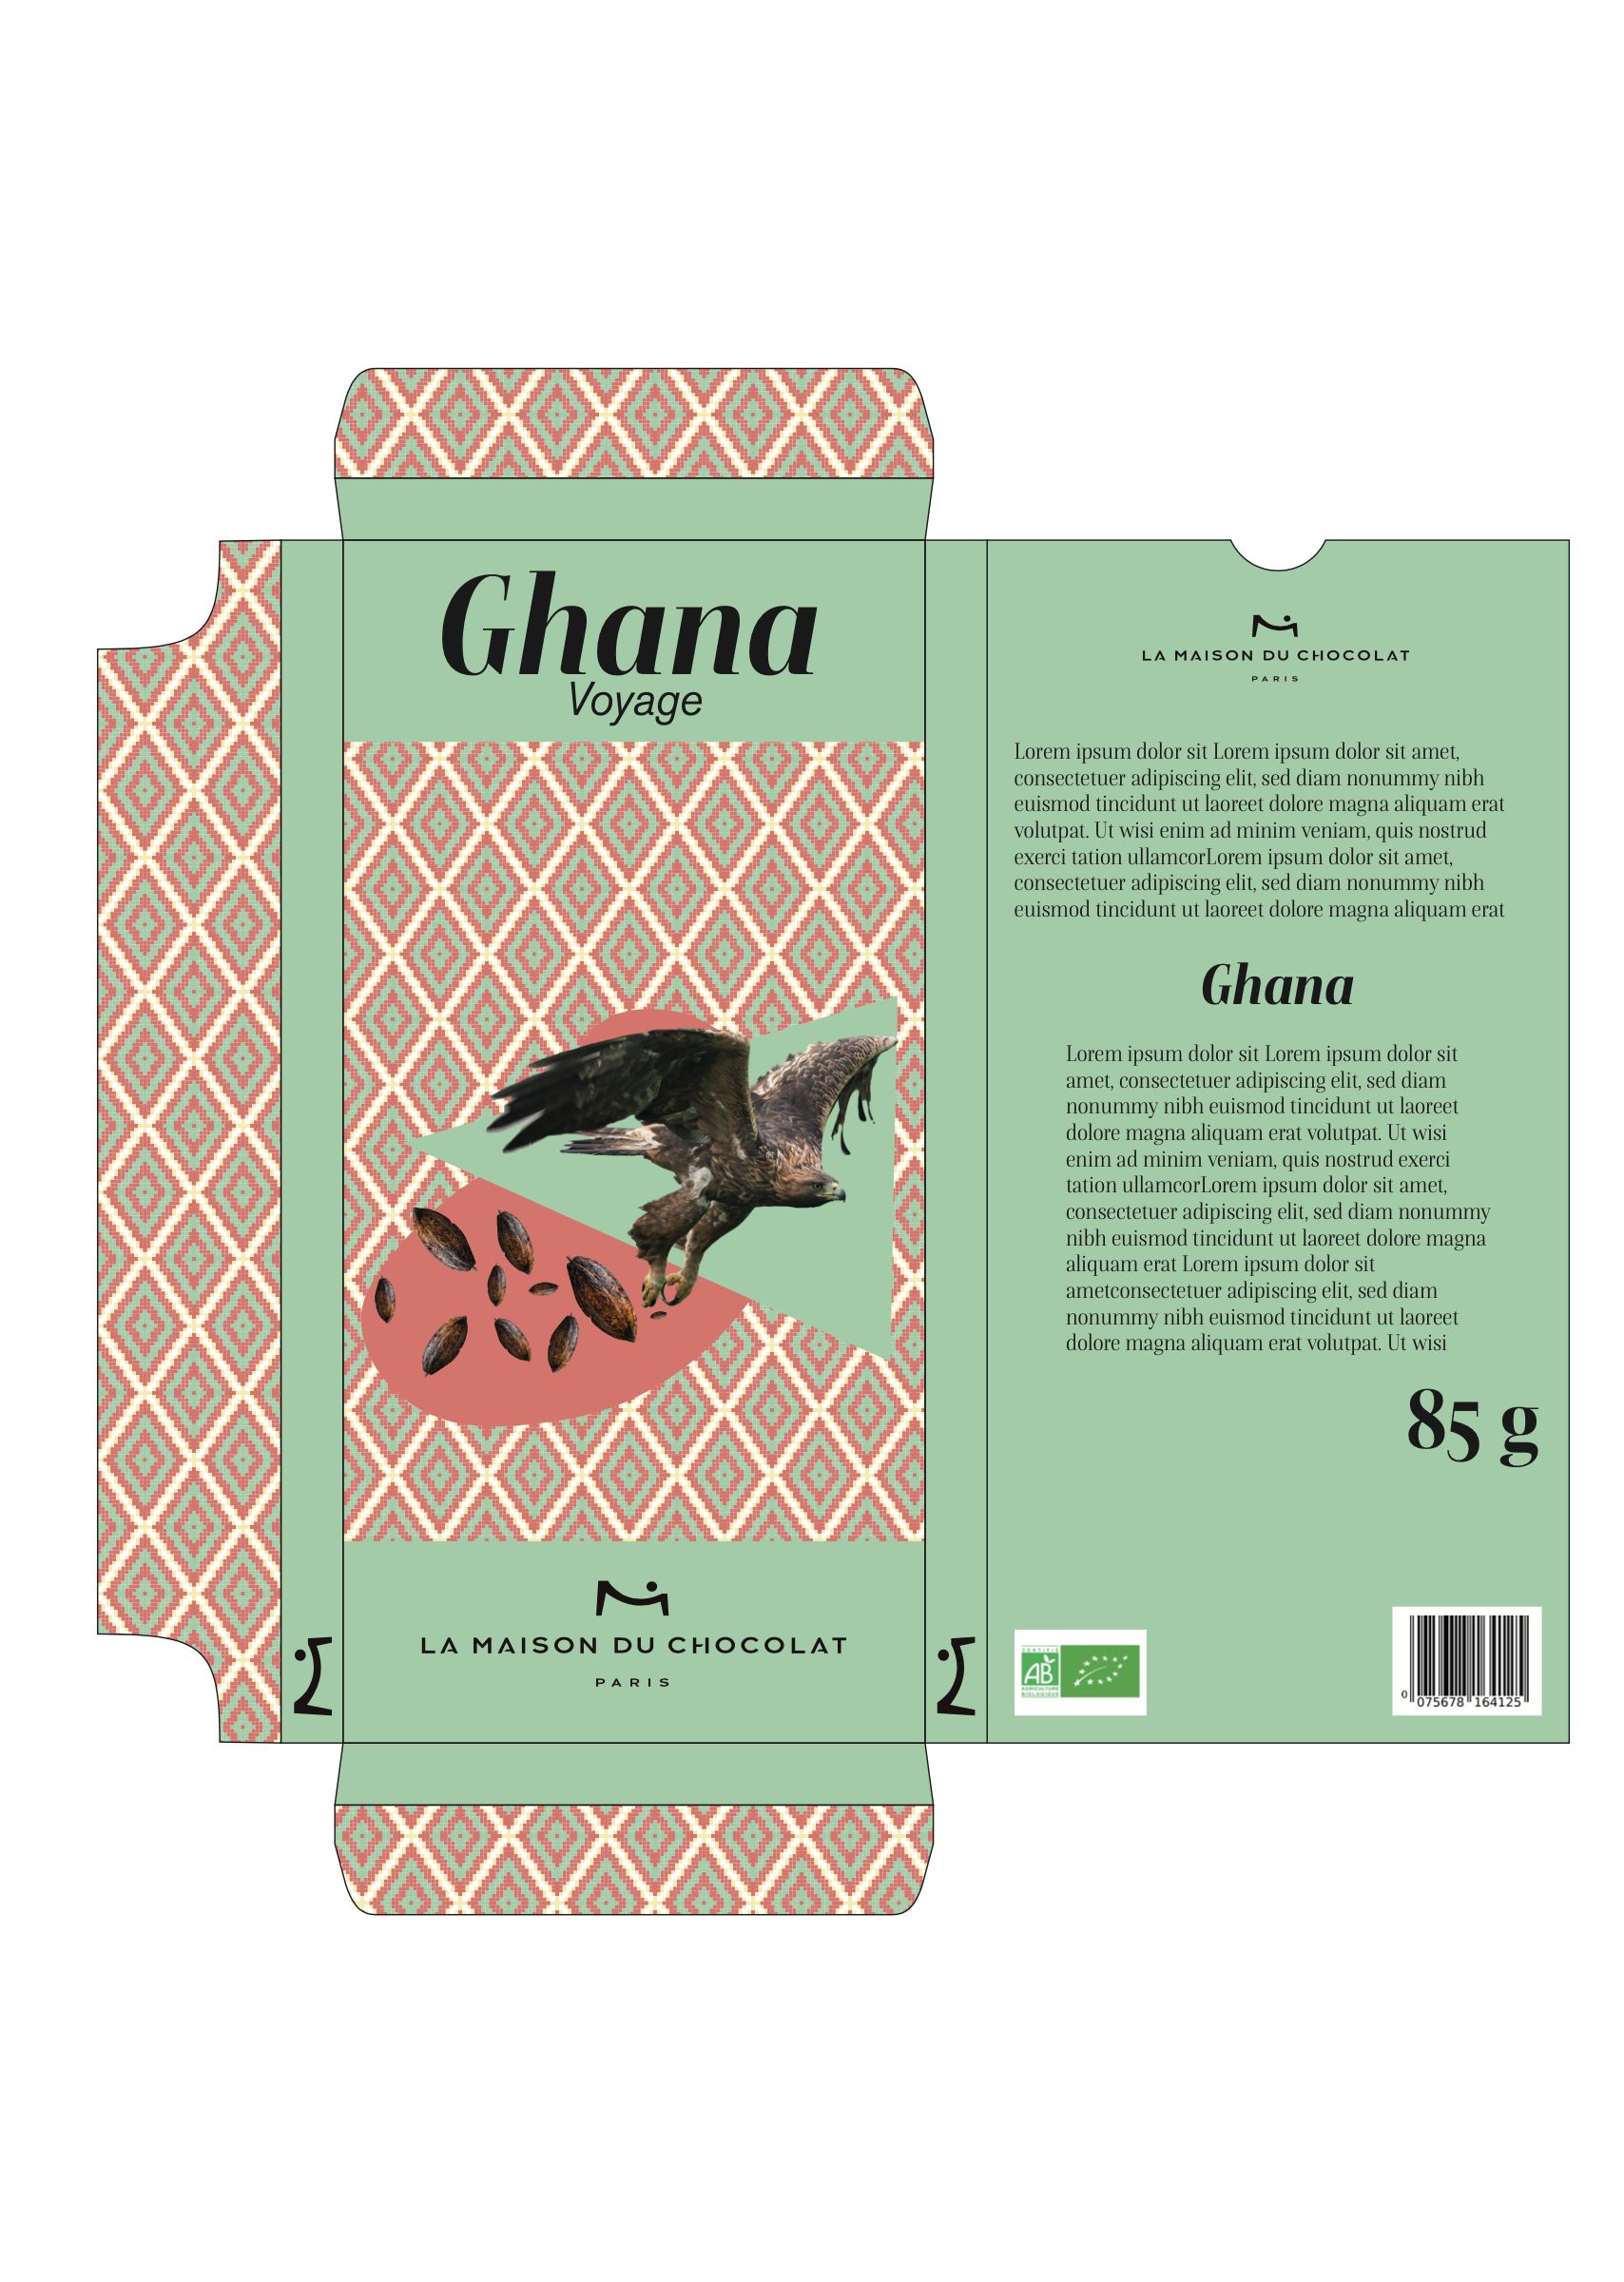 Ghana
Voyage
LA MAISON DU CHOCOLAT
PARIS
LA MAISON DU CHOCOLAT
PARIS
Lorem ipsum dolor sit Lorem ipsum dolor sit amet,
consectetuer adipiscing elit, sed diam nonummy nibh
euismod tincidunt ut laoreet dolore magna aliquam erat
volutpat. Ut wisi enim ad minim veniam, quis nostrud
exerci tation ullamcorLorem ipsum dolor sit amet,
consectetuer adipiscing elit, sed diam nonummy nibh
euismod tincidunt ut laoreet dolore magna aliquam erat
Ghana
Lorem ipsum dolor sit Lorem ipsum dolor sit
amet, consectetuer adipiscing elit, sed diam
nonummy nibh euismod tincidunt ut laoreet
dolore magna aliquam erat volutpat. Ut wisi
enim ad minim veniam, quis nostrud exerci
tation ullamcorLorem ipsum dolor sit amet,
consectetuer adipiscing elit, sed diam nonummy
nibh euismod tincidunt ut laoreet dolore magna
aliquam erat Lorem ipsum dolor sit
ametconsectetuer adipiscing elit, sed diam
nonummy nibh euismod tincidunt ut laoreet
dolore magna aliquam erat volutpat. Ut wisi
85 g
CERTIFIÉ
AB
AGRICULTURE
BIOLOGIQUE
0 075678 164125